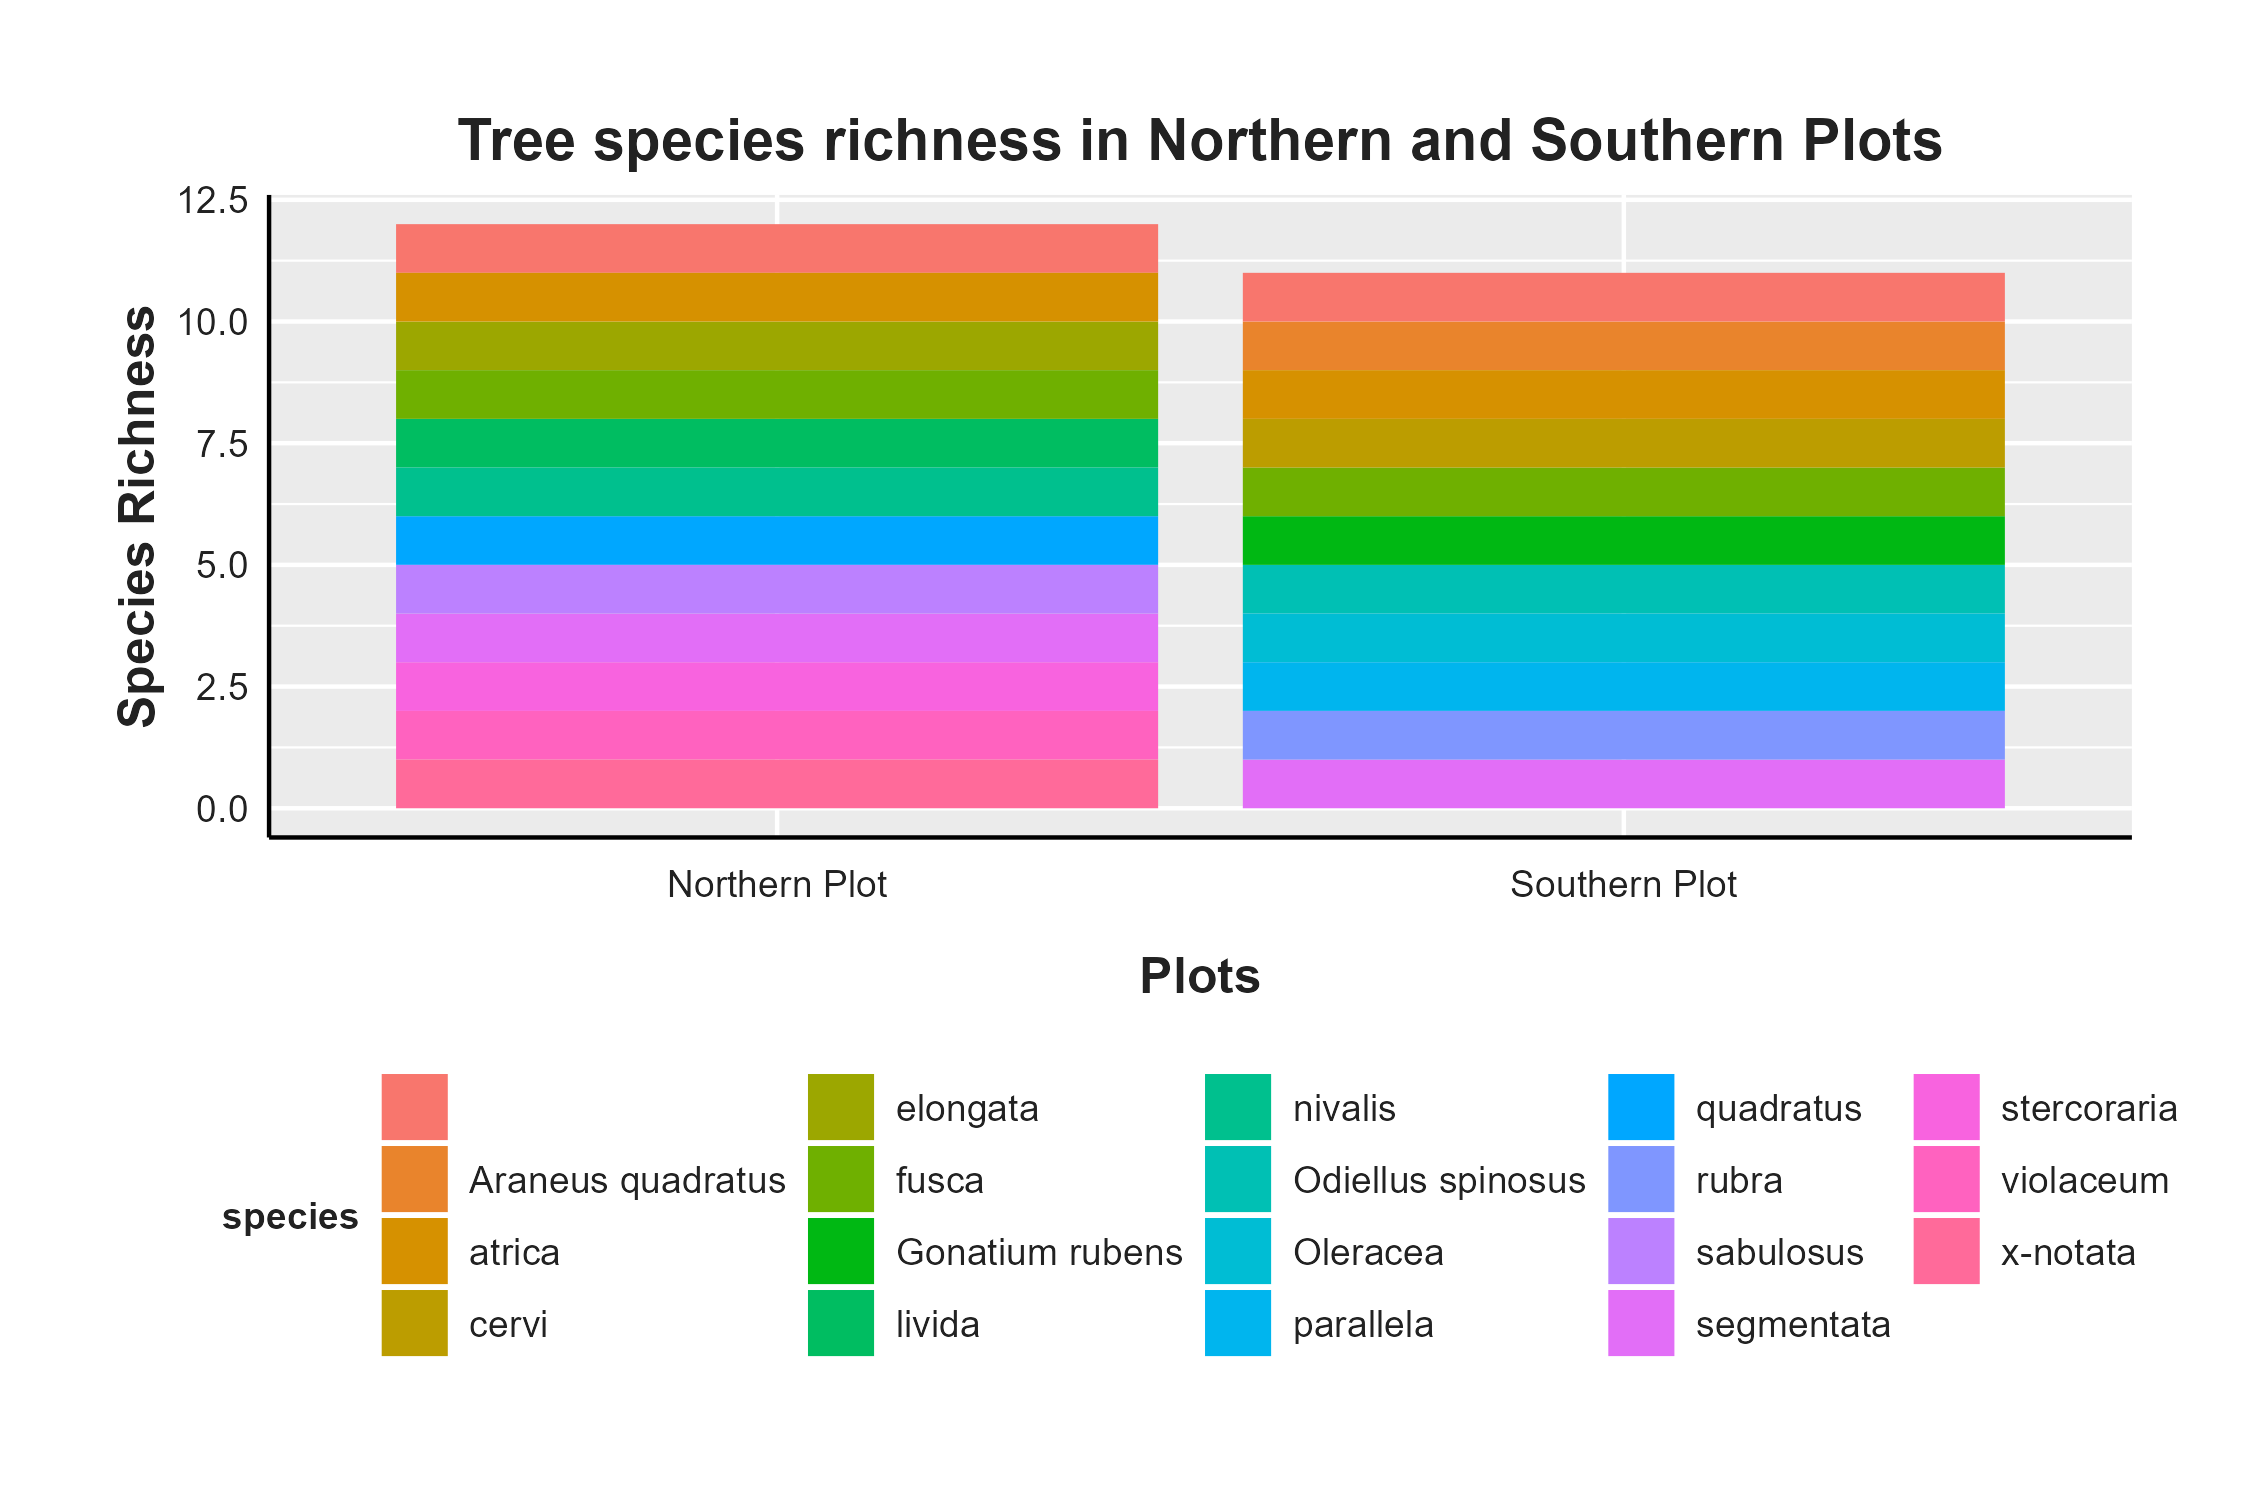 Tree species richness in Northern and Southern Plots
Species Richness
12.5
10.0
7.5
5.0
2.5
0.0
Northern Plot Southern Plot
Plots
species
Araneus quadratus
atrica
cervi
elongata
fusca
Gonatium rubens
livida
nivalis
Odiellus spinosus
Oleracea
parallela
quadratus
rubra
sabulosus
segmentata
stercoraria
violaceum
x-notata